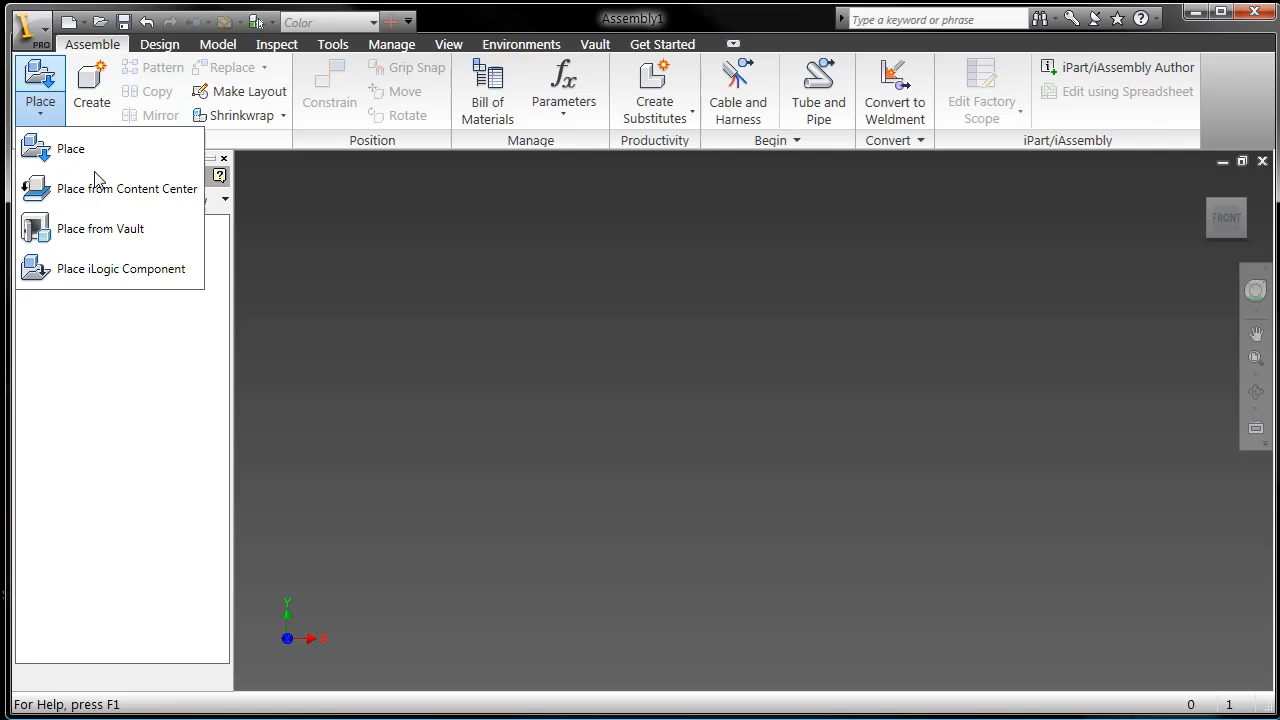 Color
Assembly1
Type a keyword or phrase
PRO
Assemble Design Model Inspect Tools Manage View Environments Vault Get Started
Place
Create
Pattern
Copy
Mirror
Replace
Make Layout
Shrinkwrap
Constrain
Grip Snap
Move
Rotate
Bill of
Materials
fx
Parameters
Create
Substitutes
Cable and
Harness
Tube and
Pipe
Convert to
Weldment
Edit Factory
Scope
iPart/iAssembly Author
Edit using Spreadsheet
Position
Manage
Productivity
Begin
Convert
iPart/iAssembly
Place
Place from Content Center
Place from Vault
Place iLogic Component
FRONT
Y
X
For Help, press F1
0 1